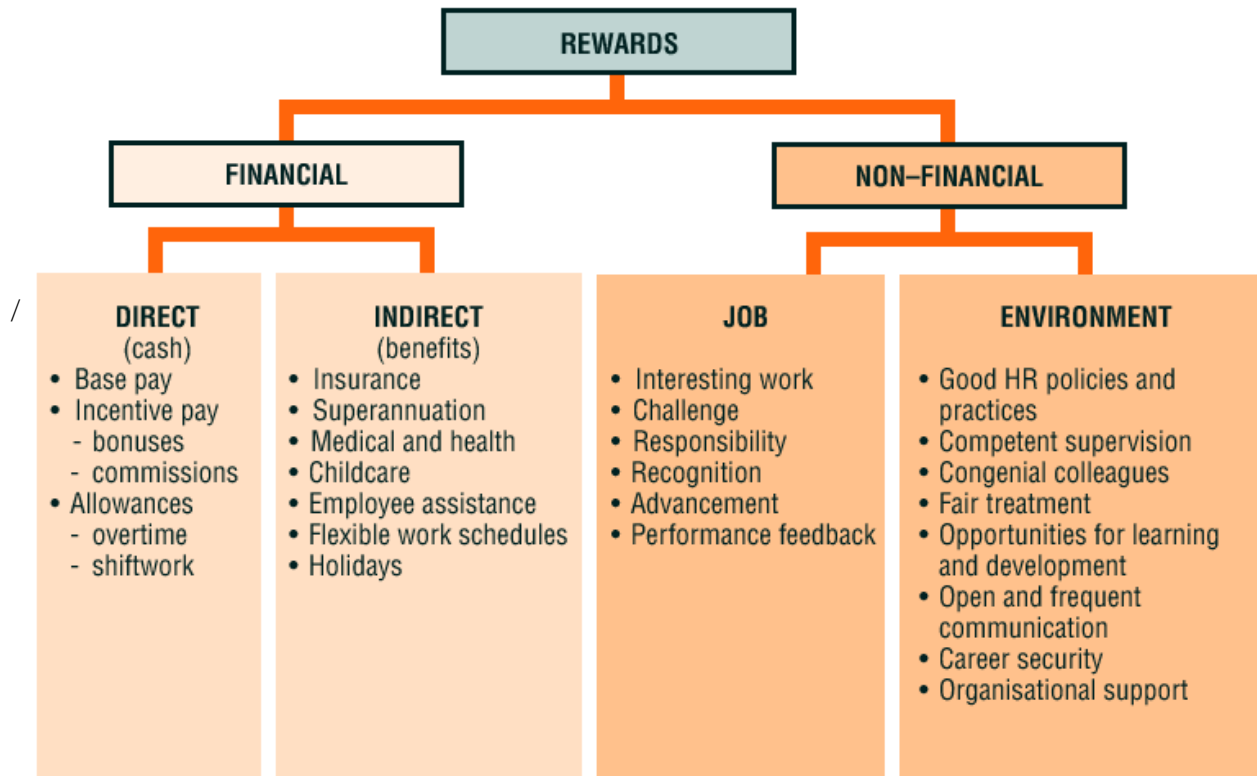 REWARDS
FINANCIAL
NON–FINANCIAL
/
DIRECT
(cash)
• Base pay
• Incentive pay
- bonuses
- commissions
• Allowances
- overtime
- shiftwork
INDIRECT
(benefits)
• Insurance
• Superannuation
• Medical and health
• Childcare
• Employee assistance
• Flexible work schedules
• Holidays
JOB
• Interesting work
• Challenge
• Responsibility
• Recognition
• Advancement
• Performance feedback
ENVIRONMENT
• Good HR policies and
practices
• Competent supervision
• Congenial colleagues
• Fair treatment
• Opportunities for learning
and development
• Open and frequent
communication
• Career security
• Organisational support